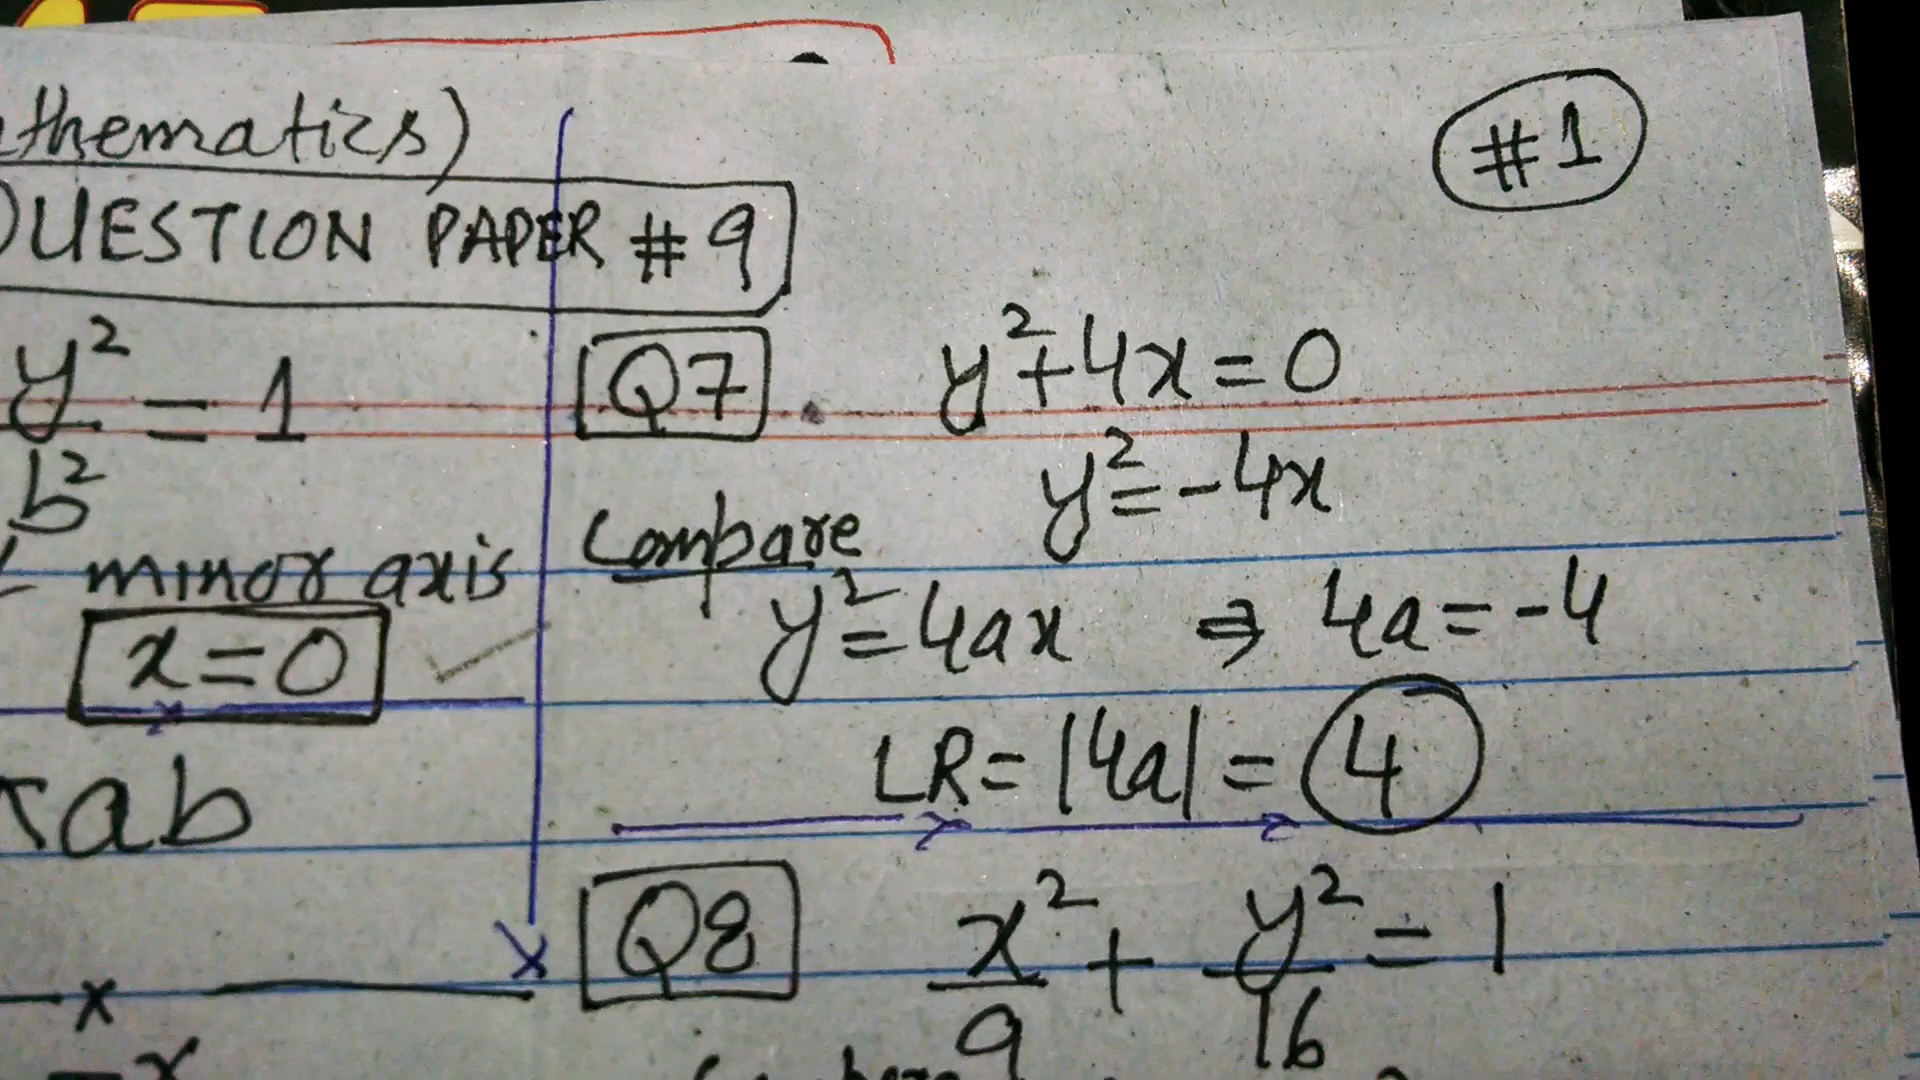 #1
thematics)
QUESTION PAPER #9
y² = 1
b²
minor axis
x=0
ab
x
Q7 y²+4x=0
y²=-4x
Compare
y²=4ax ⇒ 4a=-4
LR=|4a|=4
Q8 x²/9 + y²/16 = 1